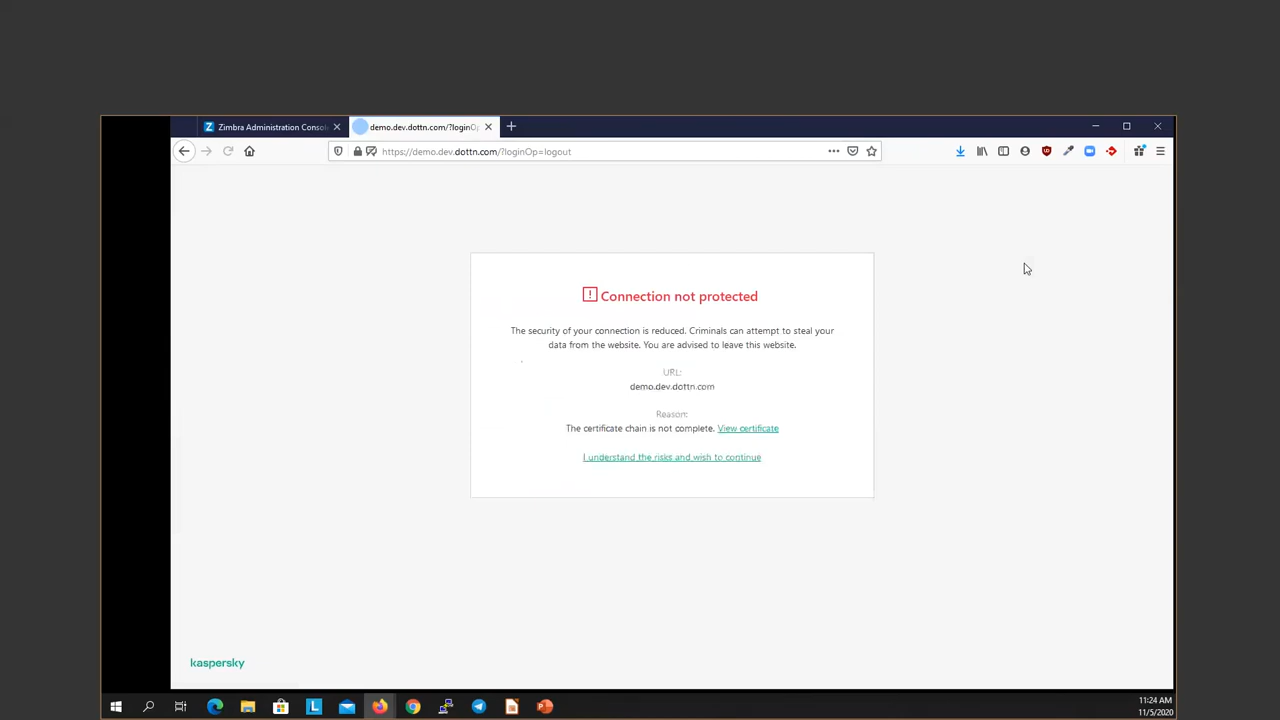 Zimbra Administration Consol
demo.dev.dottn.com/?loginO
https://demo.dev.dottn.com/?loginOp=logout
Connection not protected
The security of your connection is reduced. Criminals can attempt to steal your
data from the website. You are advised to leave this website.
URL:
demo.dev.dottn.com
Reason:
The certificate chain is not complete. View certificate
I understand the risks and wish to continue
kaspersky
11:24 AM
11/5/2020